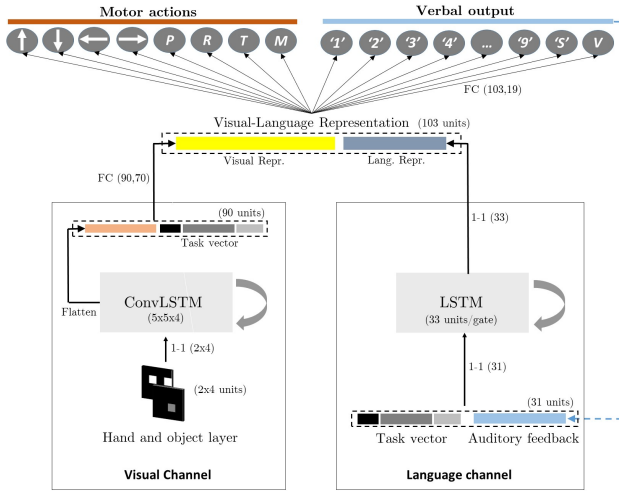 Motor actions
Verbal output
P R T M
'1' '2' '3' '4' ... '9' 'S' V
FC (103,19)
Visual-Language Representation (103 units)
Visual Repr.
Lang. Repr.
FC (90,70)
1-1 (33)
(90 units)
Task vector
Flatten
ConvLSTM
(5x5x4)
1-1 (2x4)
(2x4 units)
Hand and object layer
Visual Channel
LSTM
(33 units/gate)
1-1 (31)
(31 units)
Task vector
Auditory feedback
Language channel